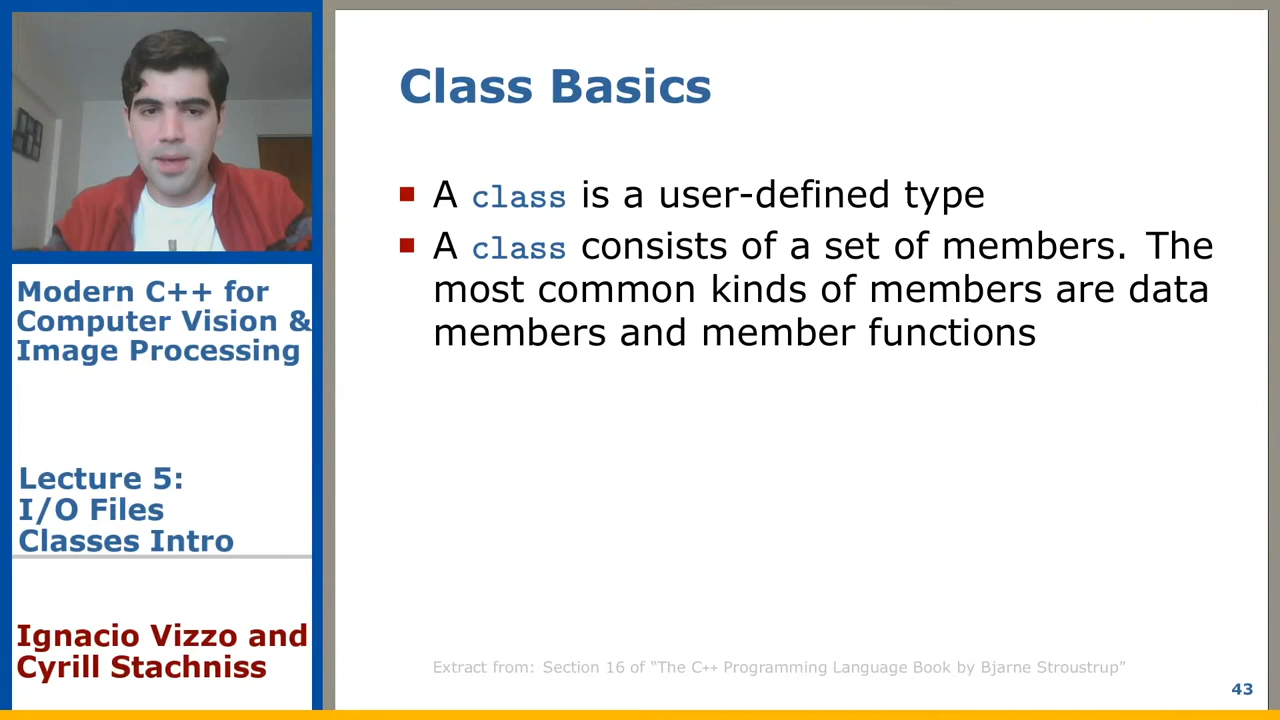 Class Basics
A class is a user-defined type
A class consists of a set of members. The
most common kinds of members are data
members and member functions
Modern C++ for
Computer Vision &
Image Processing
Lecture 5:
I/O Files
Classes Intro
Ignacio Vizzo and
Cyrill Stachniss
Extract from: Section 16 of “The C++ Programming Language Book by Bjarne Stroustrup”
43